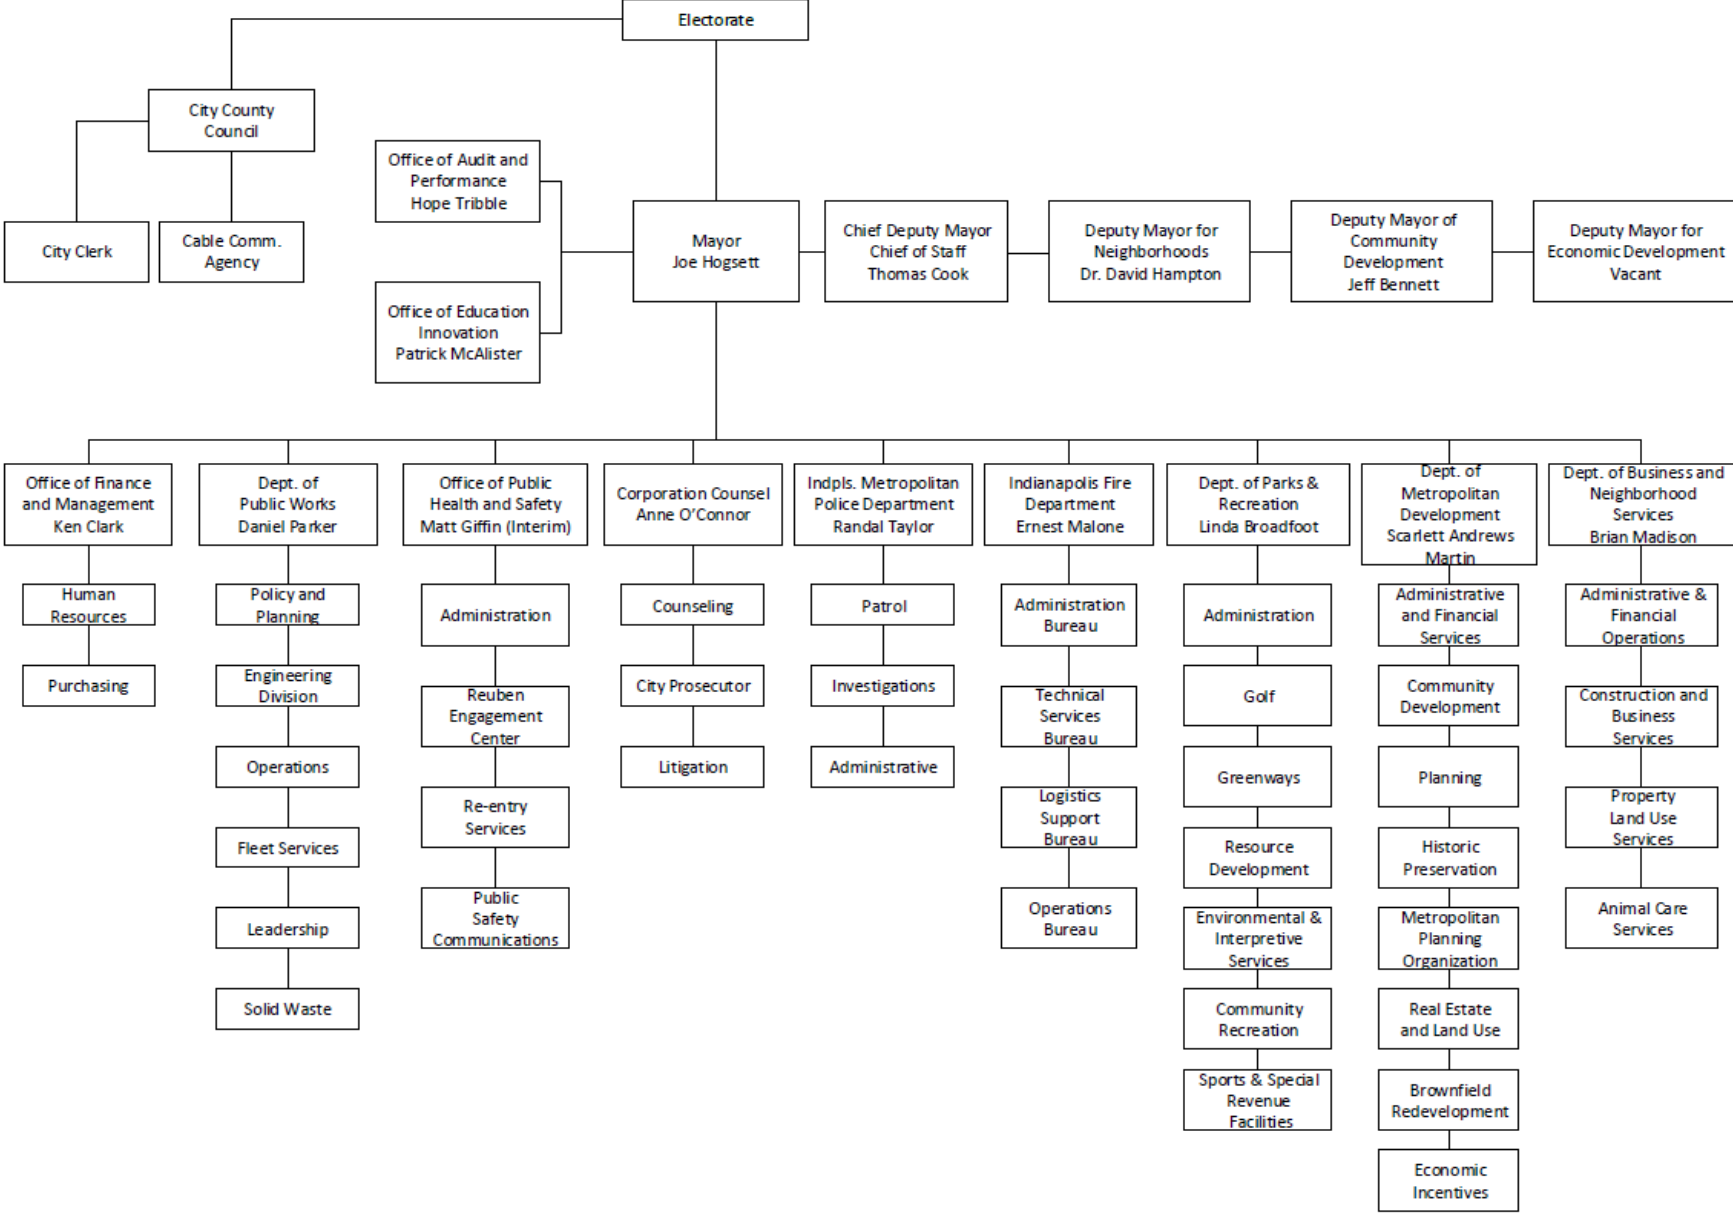 Electorate
City County
Council
City Clerk
Cable Comm.
Agency
Office of Audit and
Performance
Hope Tribble
Office of Education
Innovation
Patrick McAlister
Mayor
Joe Hogsett
Chief Deputy Mayor
Chief of Staff
Thomas Cook
Deputy Mayor for
Neighborhoods
Dr. David Hampton
Deputy Mayor of
Community
Development
Jeff Bennett
Deputy Mayor for
Economic Development
Vacant
Office of Finance
and Management
Ken Clark
Human
Resources
Purchasing
Dept. of
Public Works
Daniel Parker
Policy and
Planning
Engineering
Division
Operations
Fleet Services
Leadership
Solid Waste
Office of Public
Health and Safety
Matt Giffin (Interim)
Administration
Reuben
Engagement
Center
Re-entry
Services
Public
Safety
Communications
Corporation Counsel
Anne O'Connor
Counseling
City Prosecutor
Litigation
Indpls. Metropolitan
Police Department
Randal Taylor
Patrol
Investigations
Administrative
Indianapolis Fire
Department
Ernest Malone
Administration
Bureau
Technical
Services
Bureau
Logistics
Support
Bureau
Operations
Bureau
Dept. of Parks &
Recreation
Linda Broadfoot
Administration
Golf
Greenways
Resource
Development
Environmental &
Interpretive
Services
Community
Recreation
Sports & Special
Revenue
Facilities
Dept. of
Metropolitan
Development
Scarlett Andrews
Martin
Administrative
and Financial
Services
Community
Development
Planning
Historic
Preservation
Metropolitan
Planning
Organization
Real Estate
and Land Use
Brownfield
Redevelopment
Economic
Incentives
Dept. of Business and
Neighborhood
Services
Brian Madison
Administrative &
Financial
Operations
Construction and
Business
Services
Property
Land Use
Services
Animal Care
Services